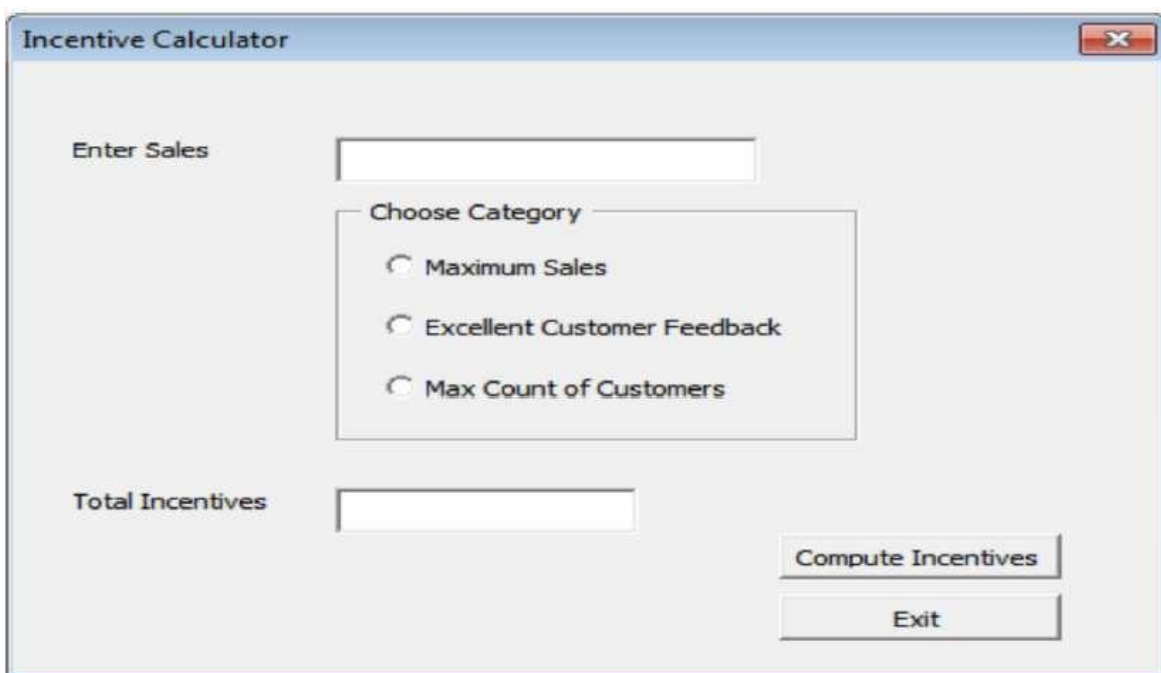 Incentive Calculator
Enter Sales
Choose Category
Maximum Sales
Excellent Customer Feedback
Max Count of Customers
Total Incentives
Compute Incentives
Exit